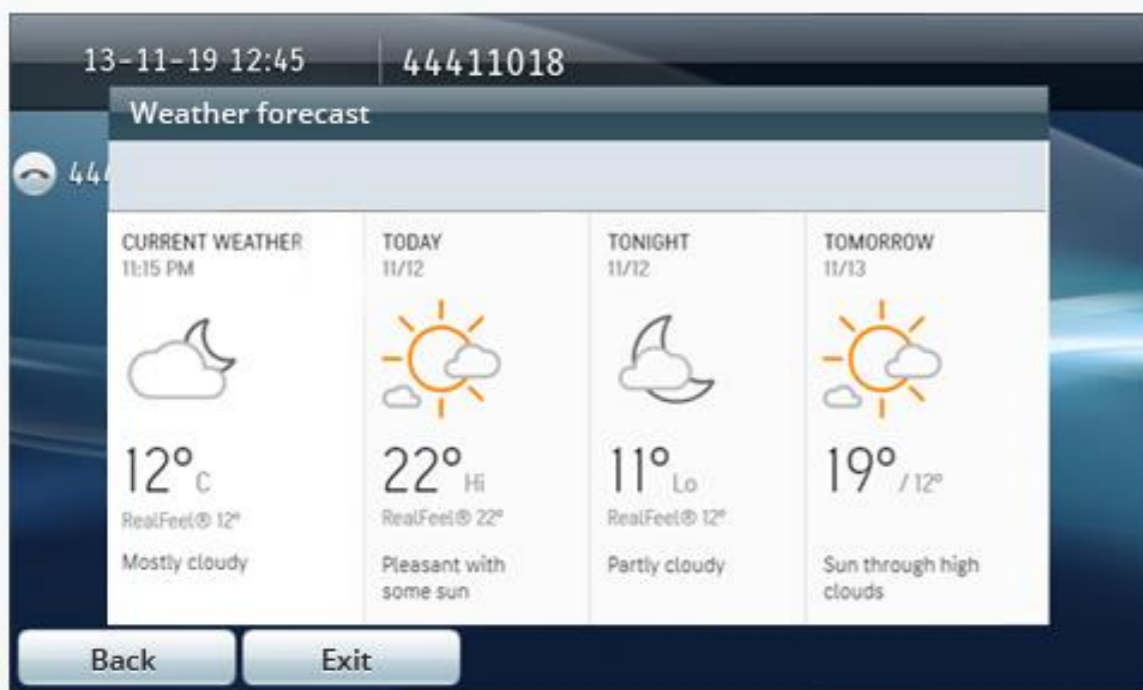 13-11-19 12:45
44411018
Weather forecast
444
CURRENT WEATHER
11:15 PM
12° C
RealFeel® 12°
Mostly cloudy
TODAY
11/12
22° Hi
RealFeel® 22°
Pleasant with
some sun
TONIGHT
11/12
11° Lo
RealFeel® 12°
Partly cloudy
TOMORROW
11/13
19° / 12°
Sun through high
clouds
Back
Exit